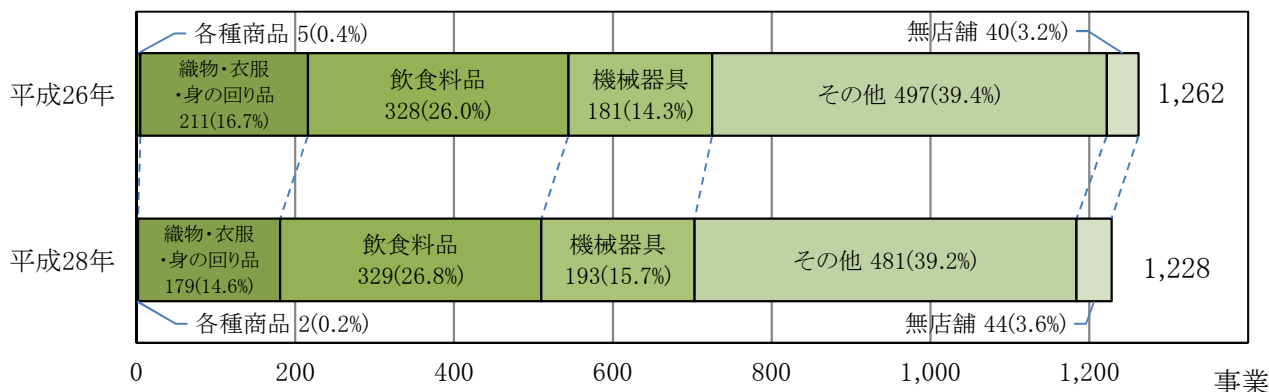 各種商品 5(0.4%)
無店舗 40(3.2%)
平成26年
織物・衣服
・身の回り品
211(16.7%)
飲食料品
328(26.0%)
機械器具
181(14.3%)
その他 497(39.4%)
1,262
平成28年
織物・衣服
・身の回り品
179(14.6%)
飲食料品
329(26.8%)
機械器具
193(15.7%)
その他 481(39.2%)
1,228
各種商品 2(0.2%)
無店舗 44(3.6%)
0
200
400
600
800
1,000
1,200
事業